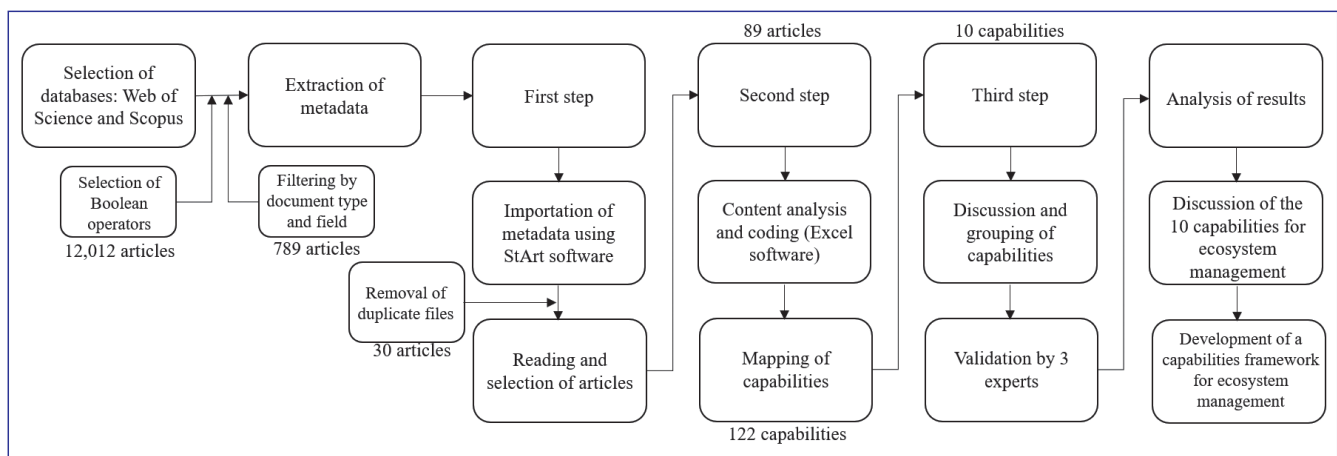 Selection of
databases: Web of
Science and Scopus
Selection of
Boolean
operators
12,012 articles
Extraction of
metadata
Filtering by
document type
and field
789 articles
First step
Importation of
metadata using
StArt software
Removal of
duplicate files
30 articles
Reading and
selection of articles
89 articles
Second step
Content analysis
and coding (Excel
software)
Mapping of
capabilities
122 capabilities
10 capabilities
Third step
Discussion and
grouping of
capabilities
Validation by 3
experts
Analysis of results
Discussion of the
10 capabilities for
ecosystem
management
Development of a
capabilities framework
for ecosystem
management